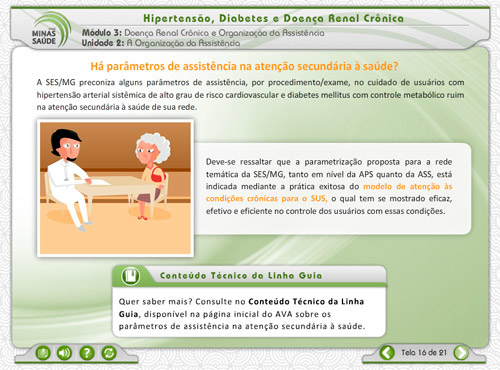 Hipertensão, Diabetes e Doença Renal Crônica
MINAS
SAÚDE
Módulo 3: Doença Renal Crônica e Organização da Assistência
Unidade 2: A Organização da Assistência
Há parâmetros de assistência na atenção secundária à saúde?
A SES/MG preconiza alguns parâmetros de assistência, por procedimento/exame, no cuidado de usuários com
hipertensão arterial sistêmica de alto grau de risco cardiovascular e diabetes mellitus com controle metabólico ruim
na atenção secundária à saúde de sua rede.
Deve-se ressaltar que a parametrização proposta para a rede
temática da SES/MG, tanto em nível da APS quanto da ASS, está
indicada mediante a prática exitosa do modelo de atenção às
condições crônicas para o SUS, o qual tem se mostrado eficaz,
efetivo e eficiente no controle dos usuários com essas condições.
Conteúdo Técnico da Linha Guia
Quer saber mais? Consulte no Conteúdo Técnico da Linha
Guia, disponível na página inicial do AVA sobre os
parâmetros de assistência na atenção secundária à saúde.
Tela 16 de 21